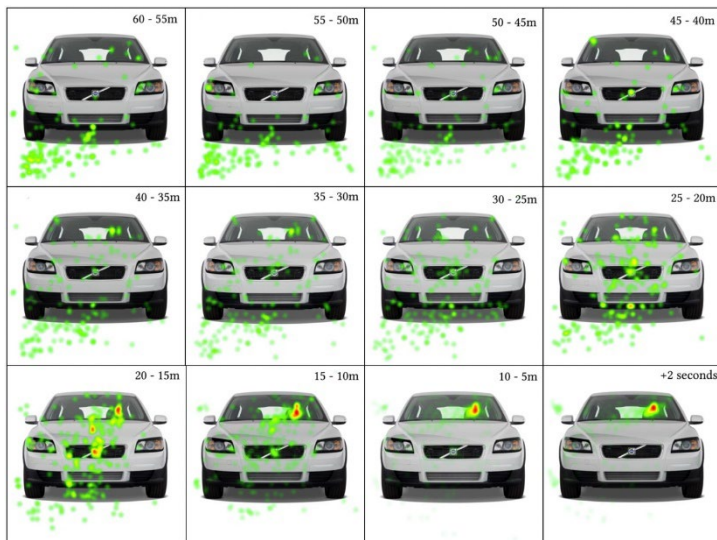 60 - 55m
55 - 50m
50 - 45m
45 - 40m
40 - 35m
35 - 30m
30 - 25m
25 - 20m
20 - 15m
15 - 10m
10 - 5m
+2 seconds